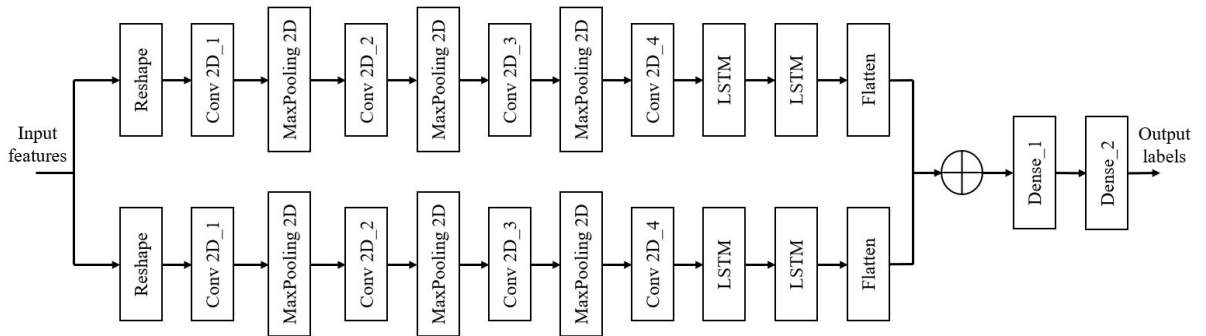 Input
features
Reshape
Conv 2D_1
MaxPooling 2D
Conv 2D_2
MaxPooling 2D
Conv 2D_3
MaxPooling 2D
Conv 2D_4
LSTM
LSTM
Flatten
Reshape
Conv 2D_1
MaxPooling 2D
Conv 2D_2
MaxPooling 2D
Conv 2D_3
MaxPooling 2D
Conv 2D_4
LSTM
LSTM
Flatten
Dense_1
Dense_2
Output
labels